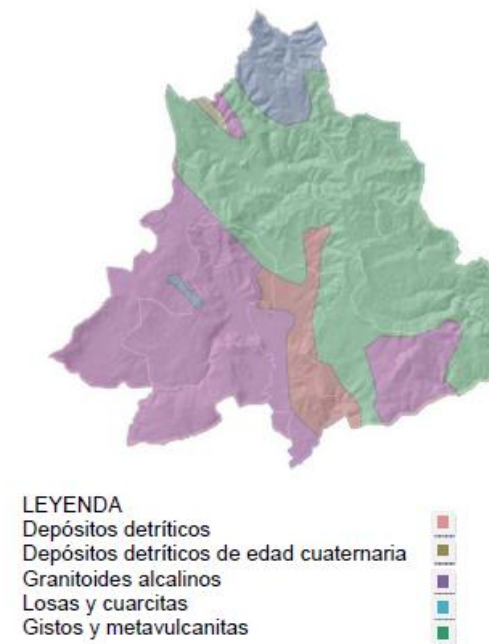 LEYENDA
Depósitos detríticos
Depósitos detríticos de edad cuaternaria
Granitoides alcalinos
Losas y cuarcitas
Gistos y metavulcanitas